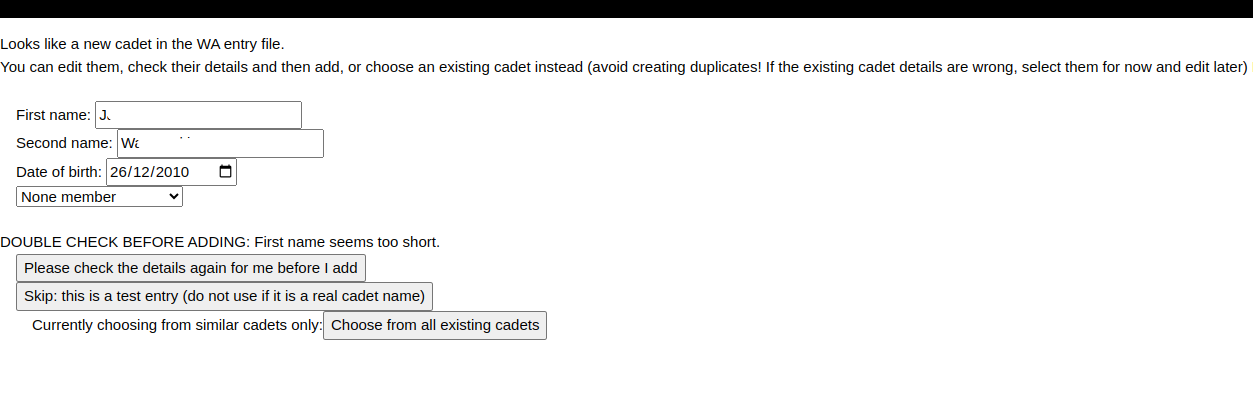 Looks like a new cadet in the WA entry file.
You can edit them, check their details and then add, or choose an existing cadet instead (avoid creating duplicates! If the existing cadet details are wrong, select them for now and edit later)
First name:
Second name:
Date of birth: 26/12/2010
None member
DOUBLE CHECK BEFORE ADDING: First name seems too short.
Please check the details again for me before I add
Skip: this is a test entry (do not use if it is a real cadet name)
Currently choosing from similar cadets only: Choose from all existing cadets